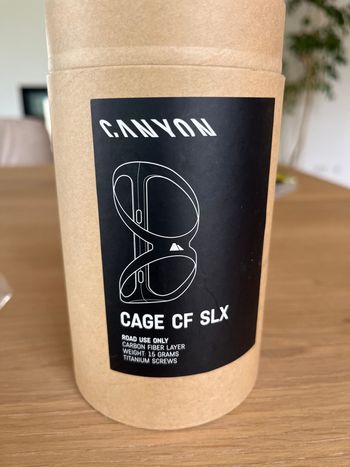 CANYON
CAGE CF SLX
ROAD USE ONLY
CARBON FIBER LAYER
WEIGHT 15 GRAMS
TITANIUM SCREWS